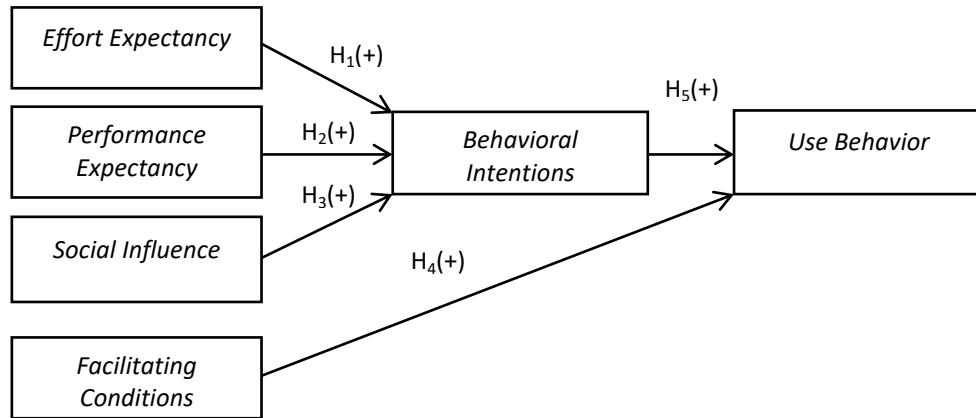 Effort Expectancy
H₁(+)
Performance
Expectancy
H₂(+)
Behavioral
Intentions
H₅(+)
Use Behavior
H₃(+)
Social Influence
H₄(+)
Facilitating
Conditions